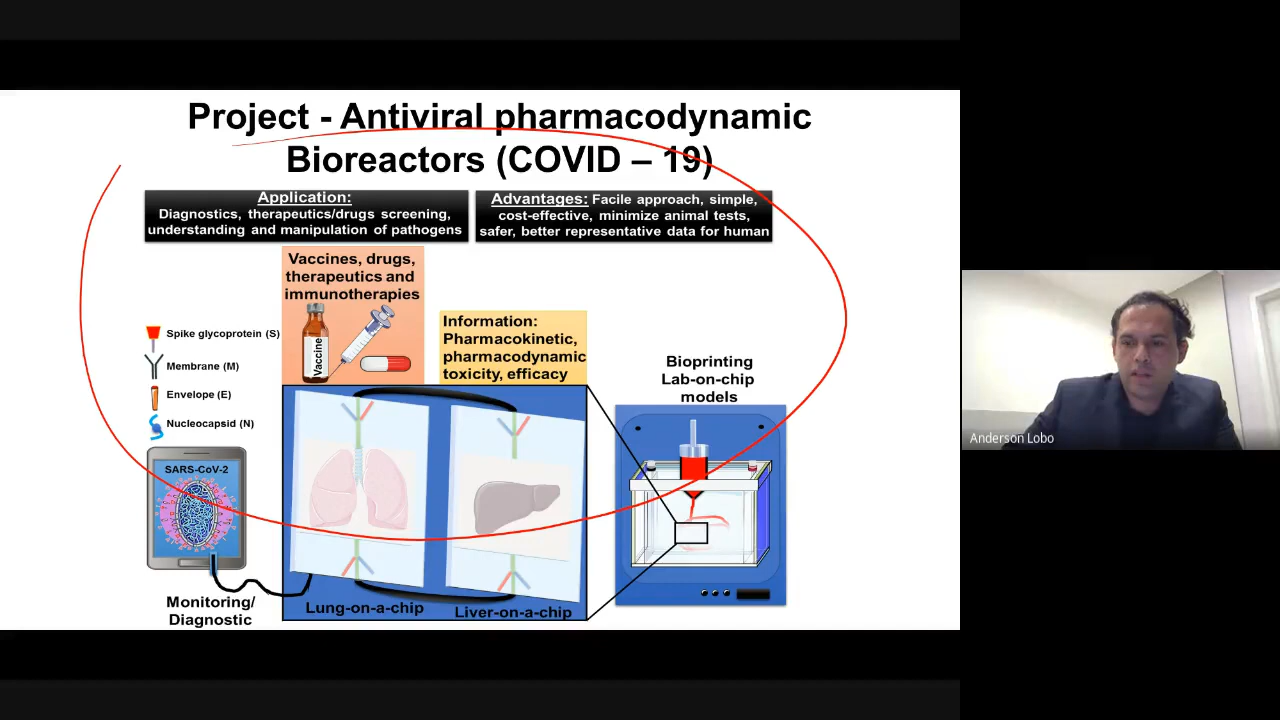 Project - Antiviral pharmacodynamic
Bioreactors (COVID – 19)
Application:
Diagnostics, therapeutics/drugs screening,
understanding and manipulation of pathogens
Advantages: Facile approach, simple,
cost-effective, minimize animal tests,
safer, better representative data for human
Vaccines, drugs,
therapeutics and
immunotherapies
Vaccine
Information:
Pharmacokinetic,
pharmacodynamic
toxicity, efficacy
Spike glycoprotein (S)
Membrane (M)
Envelope (E)
Nucleocapsid (N)
SARS-CoV-2
Monitoring/
Diagnostic
Lung-on-a-chip
Liver-on-a-chip
Bioprinting
Lab-on-chip
models
Anderson Lobo